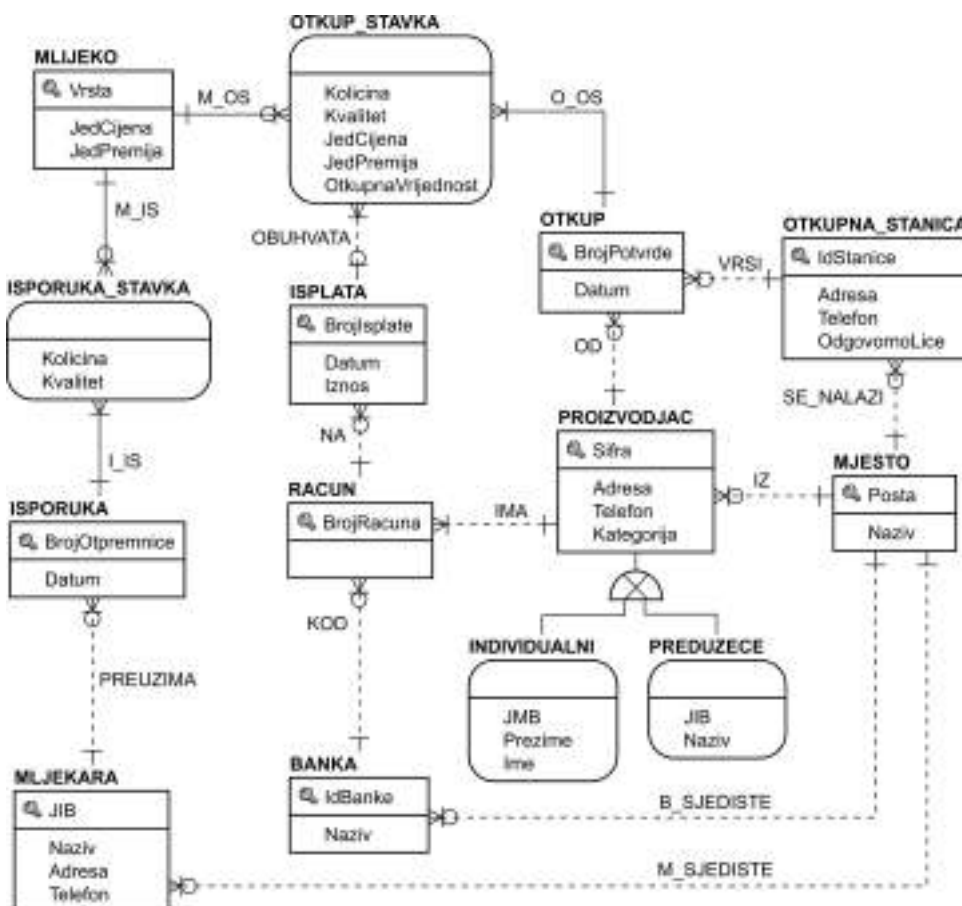 OTKUP_STAVKA
Kolicina
Kvalitet
JedCijena
JedPremija
OtkupnaVrijednost
MLIJEKO
Vrsta
JedCijena
JedPremija
M_OS
O_OS
M_IS
OBUHVATA
OTKUP
BrojPotvrde
Datum
VRSI
OTKUPNA_STANICA
IdStanice
Adresa
Telefon
OdgovornoLice
ISPORUKA_STAVKA
Kolicina
Kvalitet
ISPLATA
BrojIsplate
Datum
Iznos
OD
SE_NALAZI
I_IS
NA
PROIZVODJAC
Sifra
Adresa
Telefon
Kategorija
IZ
MJESTO
Posta
Naziv
ISPORUKA
BrojOtpremnice
Datum
RACUN
BrojRacuna
IMA
KOD
PREUZIMA
INDIVIDUALNI
JMB
Prezime
Ime
PREDUZECE
JIB
Naziv
MLJEKARA
JIB
Naziv
Adresa
Telefon
BANKA
IdBanke
Naziv
B_SJEDISTE
M_SJEDISTE